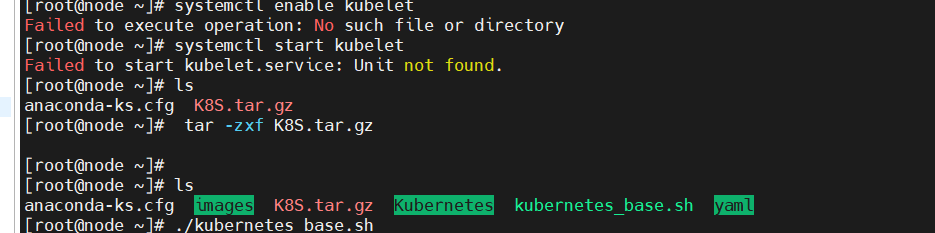 [root@node ~]# systemctl enable kubelet
Failed to execute operation: No such file or directory
[root@node ~]# systemctl start kubelet
Failed to start kubelet.service: Unit not found.
[root@node ~]# ls
anaconda-ks.cfg  K8S.tar.gz
[root@node ~]#  tar -zxf K8S.tar.gz
[root@node ~]#
[root@node ~]# ls
anaconda-ks.cfg  images  K8S.tar.gz  Kubernetes  kubernetes_base.sh  yaml
[root@node ~]# ./kubernetes_base.sh